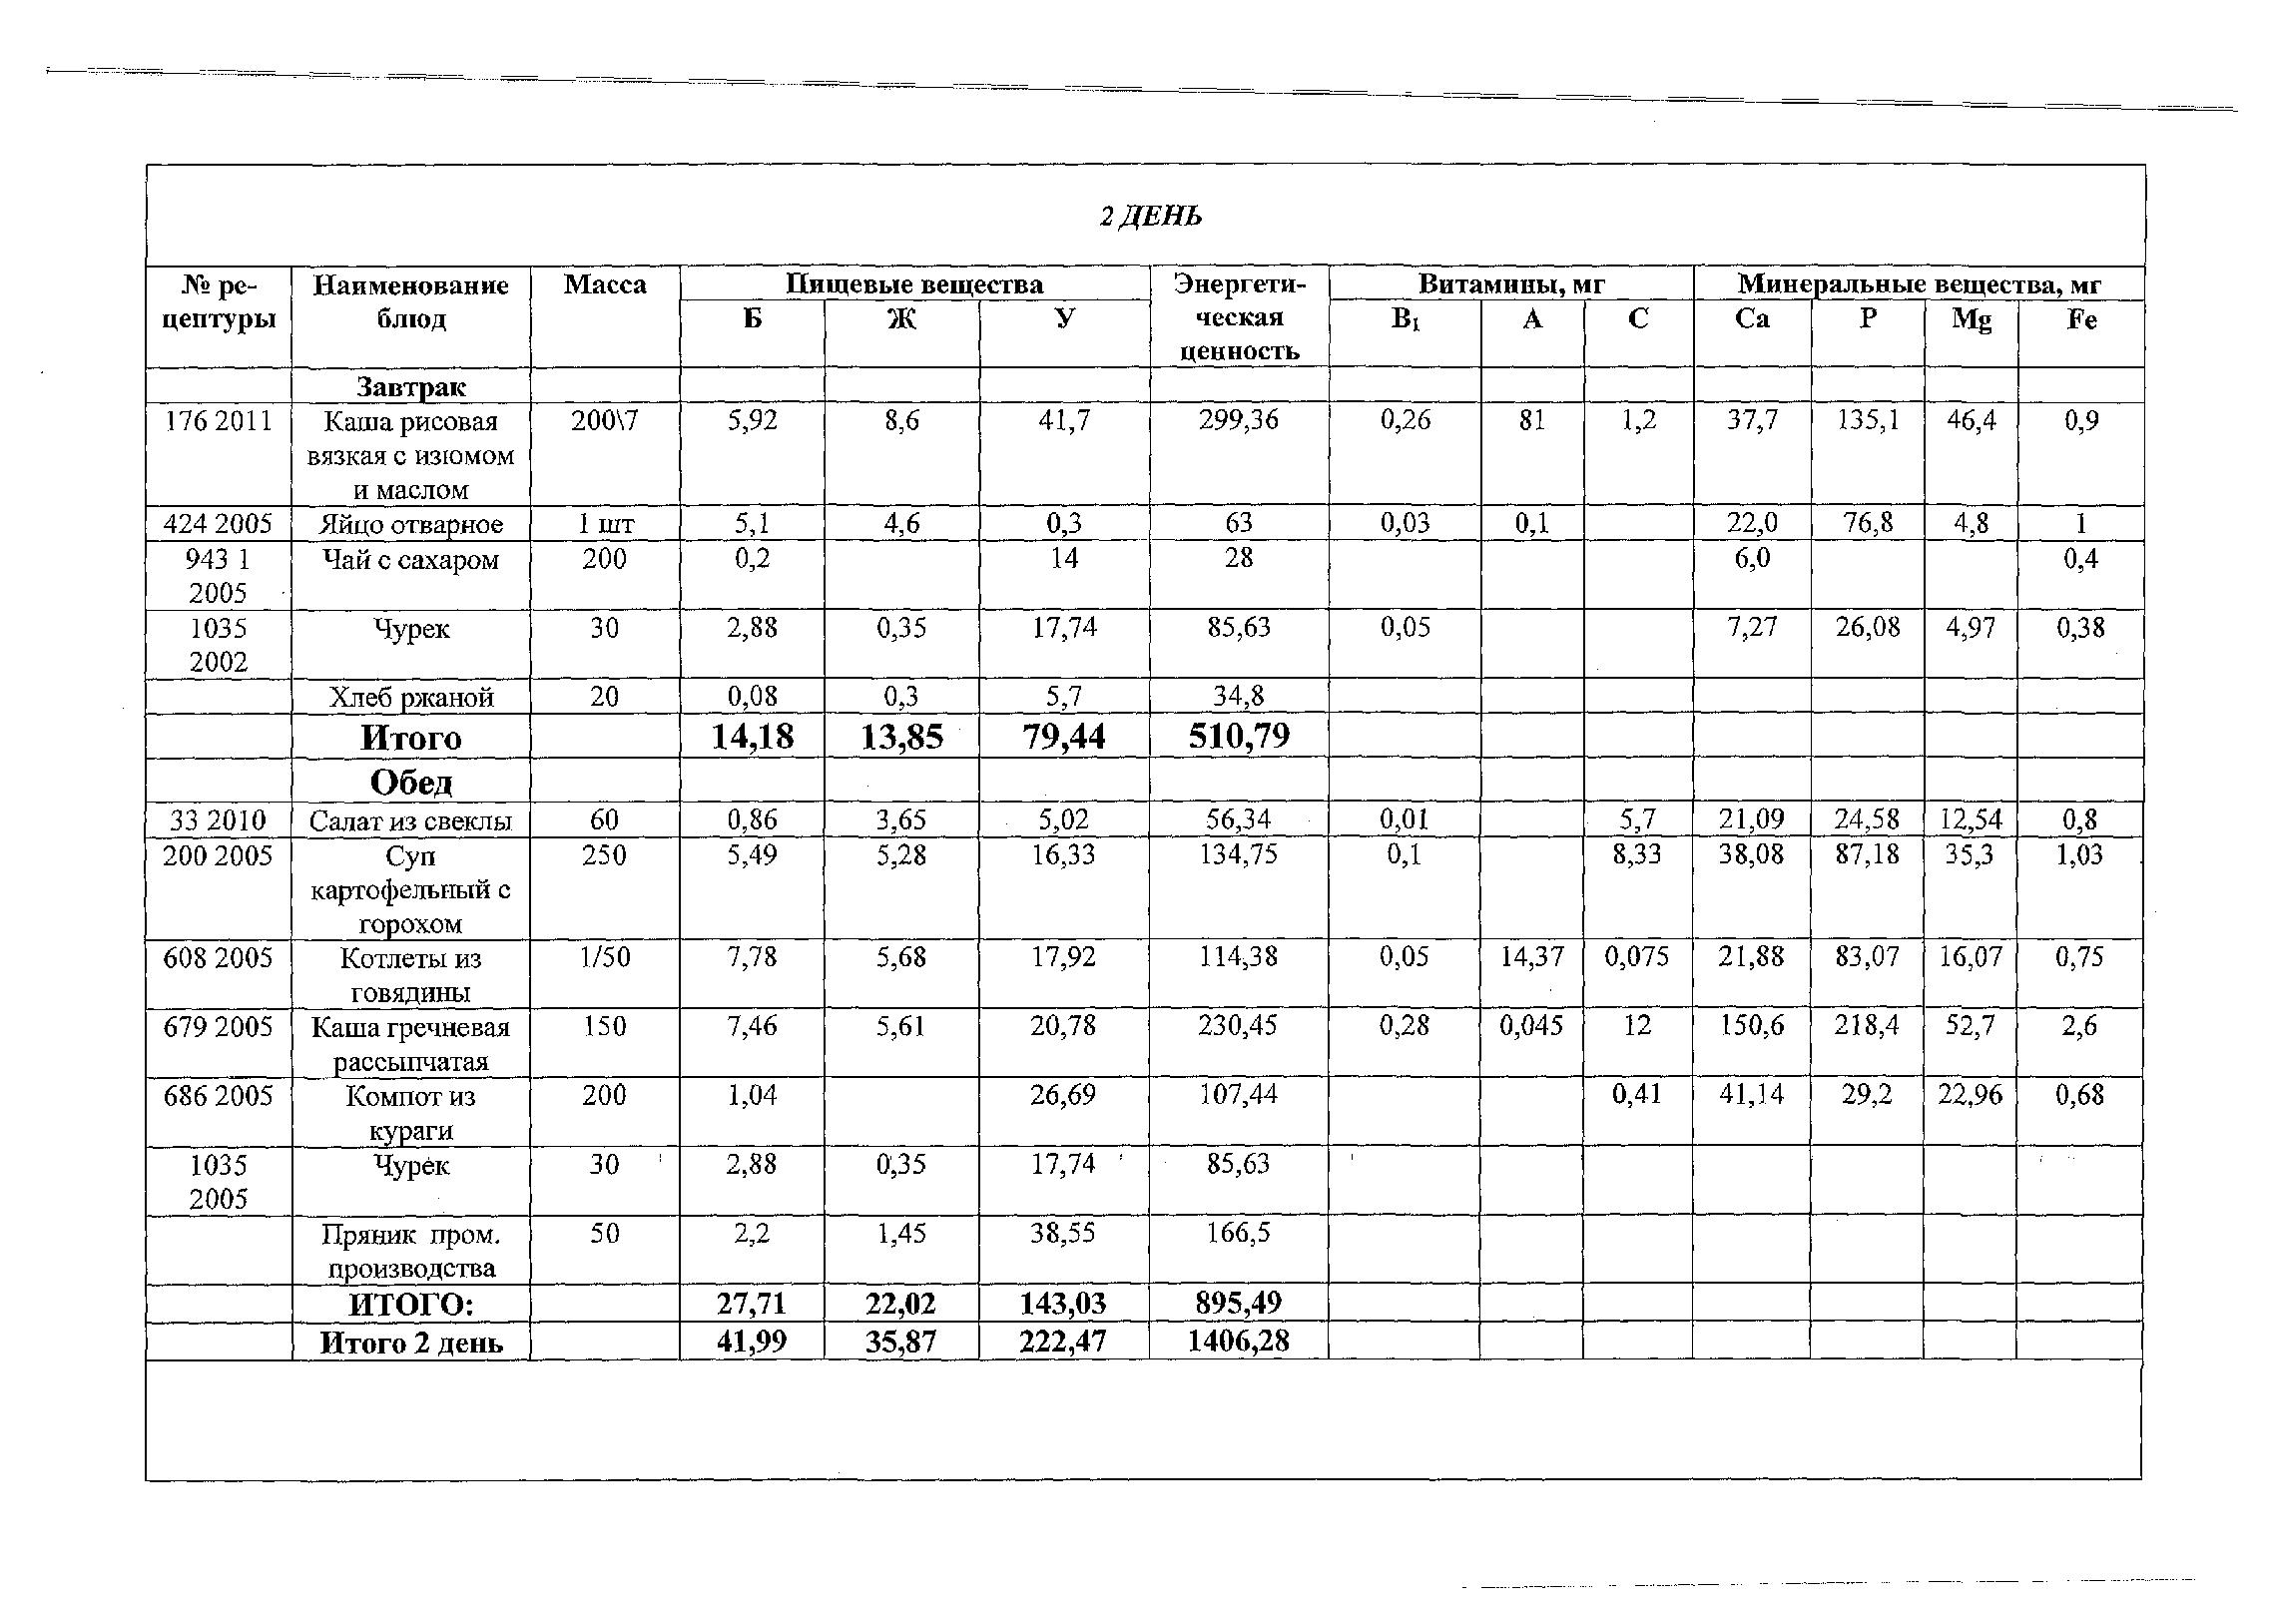 2 ДЕНЬ
№ ре- Наименование Масса Пищевые вещества Энергети- Витамины, мг Минеральные вещества, мг
цептуры блюд Б Ж У ческая B₁ А С Са Р Mg Fe
ценность
Завтрак
176 2011 Каша рисовая 200\7 5,92 8,6 41,7 299,36 0,26 81 1,2 37,7 135,1 46,4 0,9
вязкая с изюмом
и маслом
424 2005 Яйцо отварное 1 шт 5,1 4,6 0,3 63 0,03 0,1 22,0 76,8 4,8 1
943 1 Чай с сахаром 200 0,2 14 28 6,0 0,4
2005
1035 Чурек 30 2,88 0,35 17,74 85,63 0,05 7,27 26,08 4,97 0,38
2002
Хлеб ржаной 20 0,08 0,3 5,7 34,8
Итого 14,18 13,85 79,44 510,79
Обед
33 2010 Салат из свеклы 60 0,86 3,65 5,02 56,34 0,01 5,7 21,09 24,58 12,54 0,8
200 2005 Суп 250 5,49 5,28 16,33 134,75 0,1 8,33 38,08 87,18 35,3 1,03
картофельный с
горохом
608 2005 Котлеты из 1/50 7,78 5,68 17,92 114,38 0,05 14,37 0,075 21,88 83,07 16,07 0,75
говядины
679 2005 Каша гречневая 150 7,46 5,61 20,78 230,45 0,28 0,045 12 150,6 218,4 52,7 2,6
рассыпчатая
686 2005 Компот из 200 1,04 26,69 107,44 0,41 41,14 29,2 22,96 0,68
кураги
1035 Чурек 30 2,88 0,35 17,74 85,63
2005
Пряник пром. 50 2,2 1,45 38,55 166,5
производства
ИТОГО: 27,71 22,02 143,03 895,49
Итого 2 день 41,99 35,87 222,47 1406,28